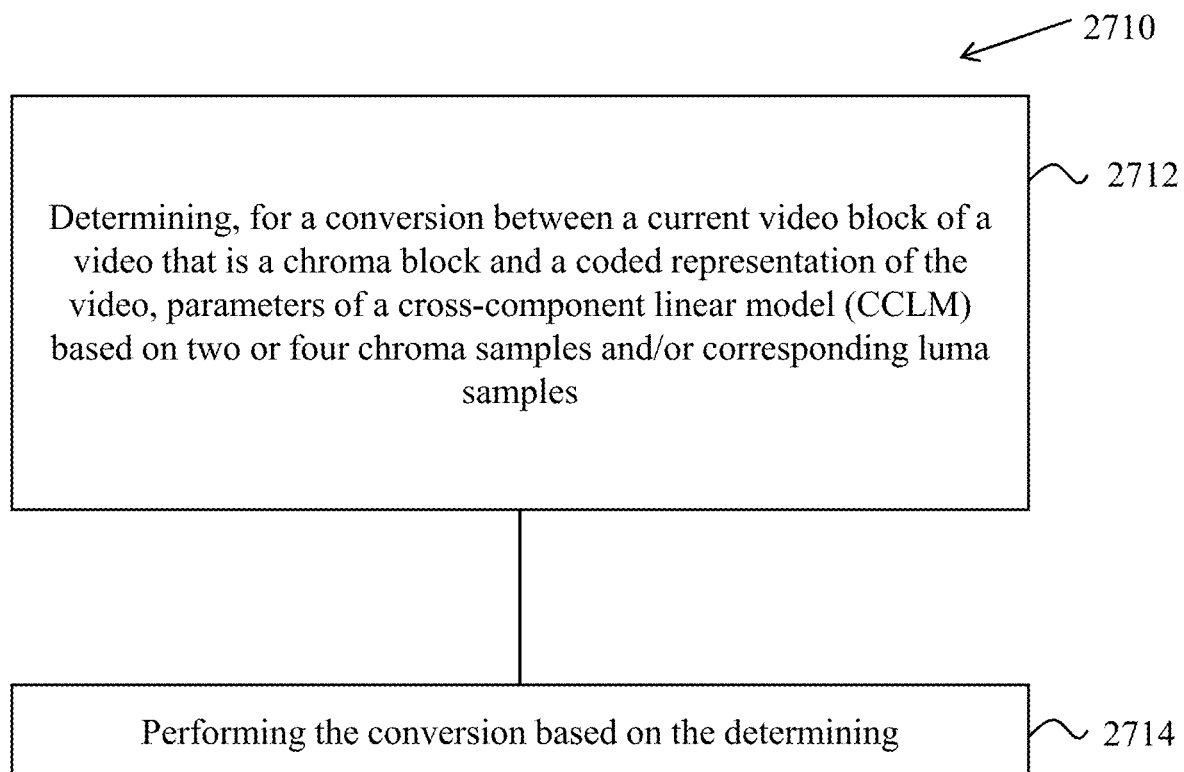 2710
2712
Determining, for a conversion between a current video block of a
video that is a chroma block and a coded representation of the
video, parameters of a cross-component linear model (CCLM)
based on two or four chroma samples and/or corresponding luma
samples
Performing the conversion based on the determining
2714